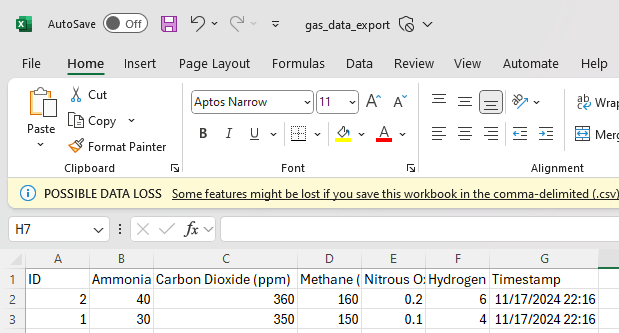 AutoSave Off gas_data_export
File Home Insert Page Layout Formulas Data Review View Automate Help
Cut
Copy
Format Painter
Paste
Clipboard
Aptos Narrow 11 A A
B I U A
Font
ab Wrap
Merg
Alignment
POSSIBLE DATA LOSS Some features might be lost if you save this workbook in the comma-delimited (.csv)
H7 fx
A B C D E F G
1 ID Ammonia Carbon Dioxide (ppm) Methane ( Nitrous Ox Hydrogen Timestamp
2 2 40 360 160 0.2 6 11/17/2024 22:16
3 1 30 350 150 0.1 4 11/17/2024 22:16